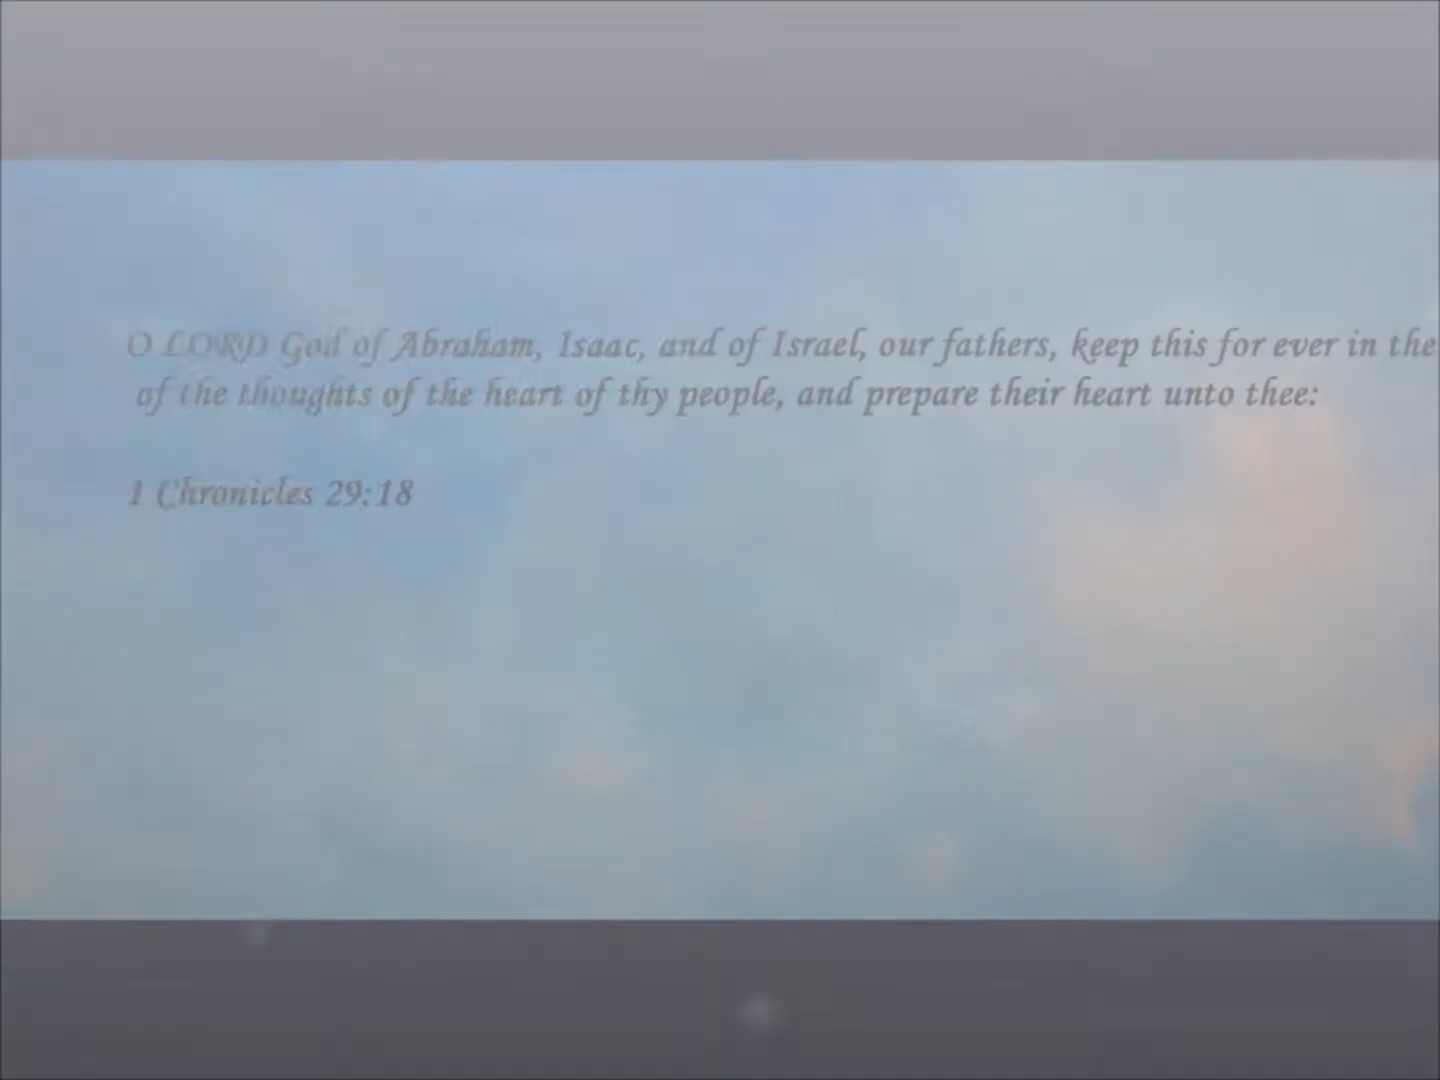 O LORD God of Abraham, Isaac, and of Israel, our fathers, keep this for ever in the
of the thoughts of the heart of thy people, and prepare their heart unto thee:
1 Chronicles 29:18